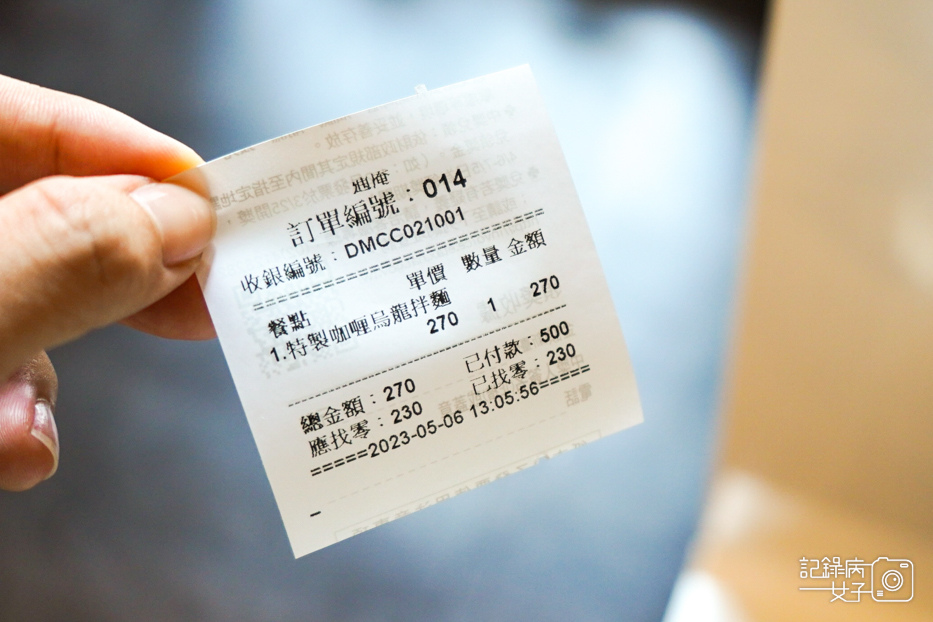 訂單編號：014
收銀編號：DMCC021001
==============================
餐點 單價 數量 金額
1.特製咖哩烏龍拌麵
270 1 270
------------------------------
總金額：270 已付款：500
應找零：230 已找零：230
=====2023-05-06 13:05:56=====
記錄病
女子